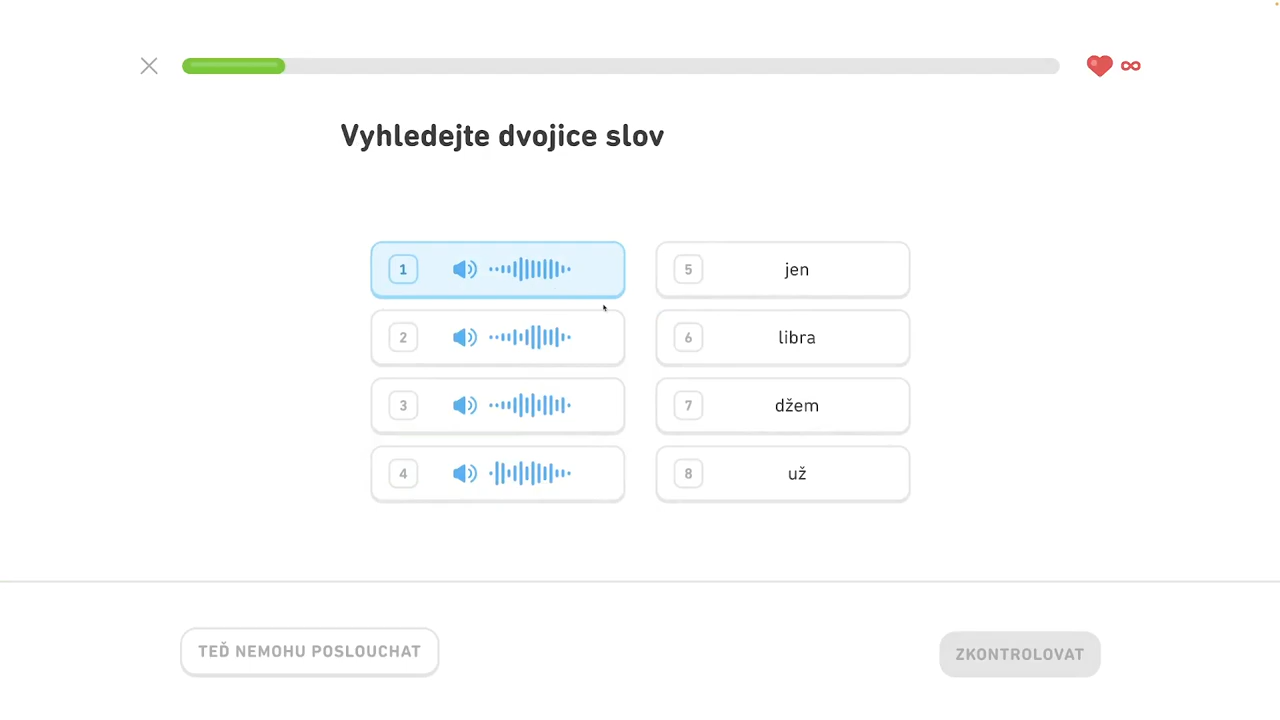 ∞
Vyhledejte dvojice slov
1
5 jen
2
6 libra
3
7 džem
4
8 už
TEĎ NEMOHU POSLOUCHAT
ZKONTROLOVAT